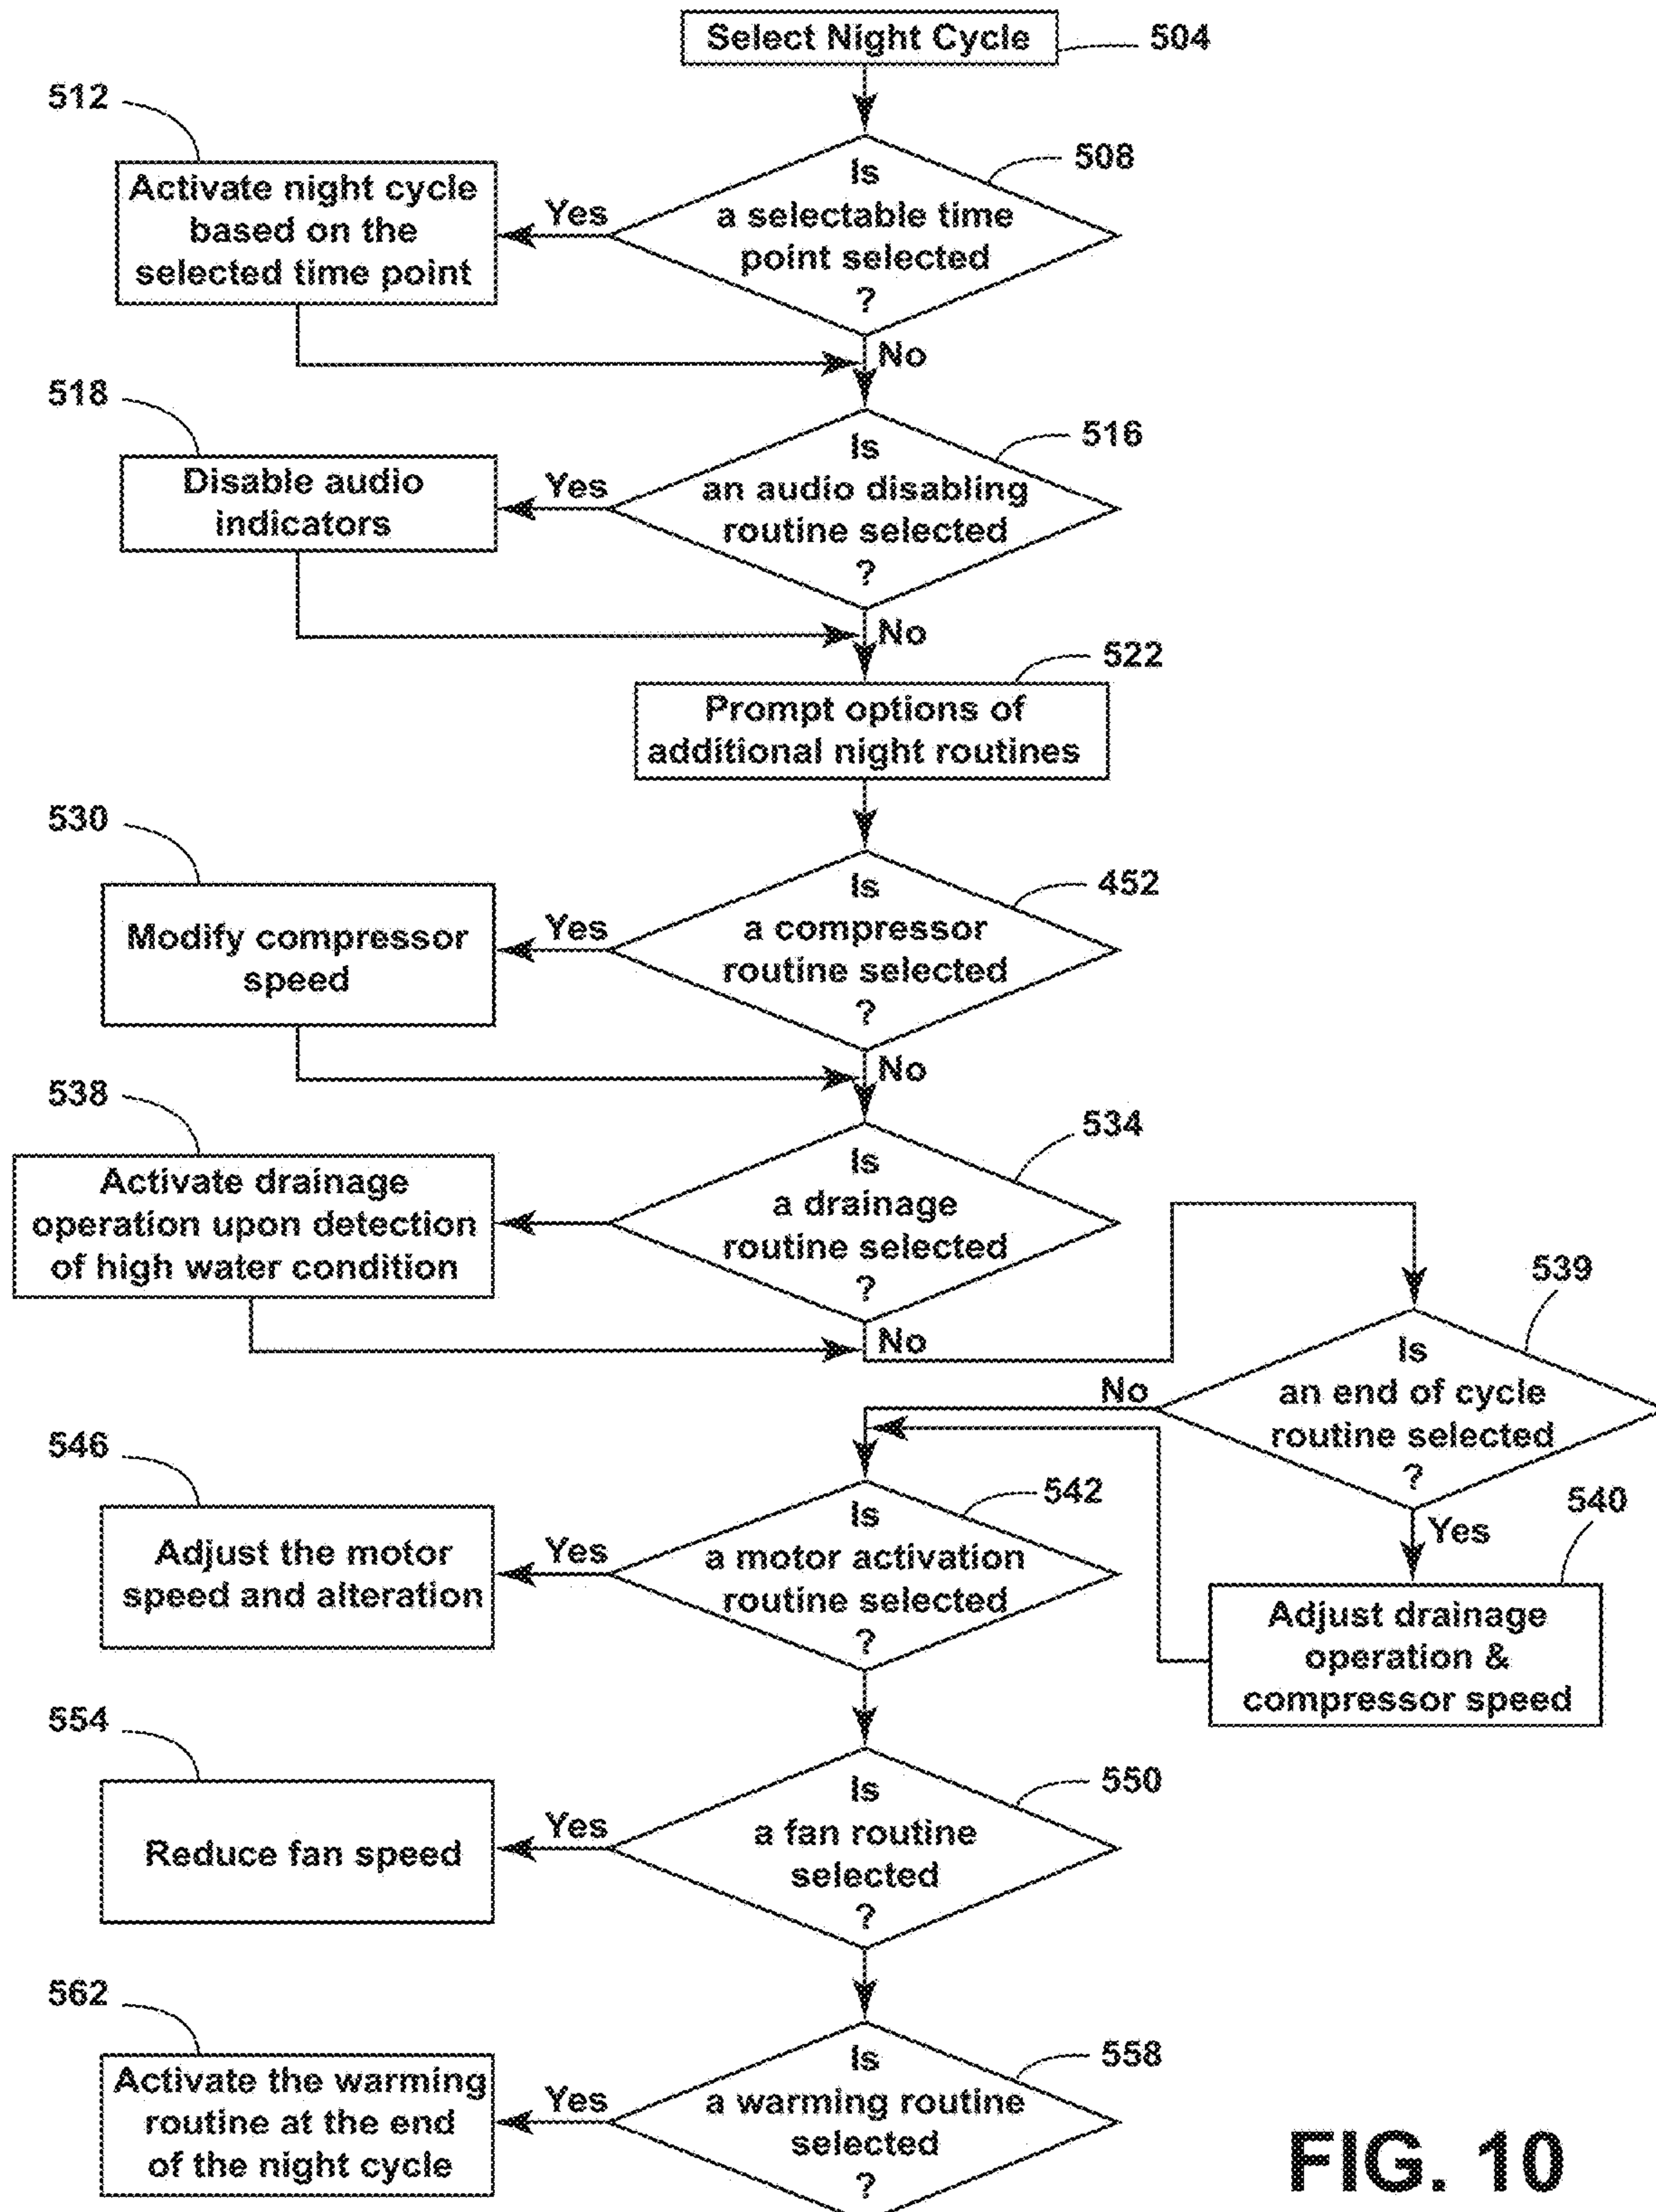 Select Night Cycle
504
512
Activate night cycle
based on the
selected time point
Yes
Is
a selectable time
point selected
?
508
No
518
Disable audio
indicators
Yes
Is
an audio disabling
routine selected
?
516
No
522
Prompt options of
additional night routines
530
Modify compressor
speed
Yes
Is
a compressor
routine selected
?
452
No
538
Activate drainage
operation upon detection
of high water condition
Is
a drainage
routine selected
?
534
No
539
Is
an end of cycle
routine selected
?
No
Yes
540
Adjust drainage
operation &
compressor speed
546
Adjust the motor
speed and alteration
Yes
Is
a motor activation
routine selected
?
542
554
Reduce fan speed
Yes
Is
a fan routine
selected
?
550
562
Activate the warming
routine at the end
of the night cycle
Yes
Is
a warming routine
selected
?
558
FIG. 10